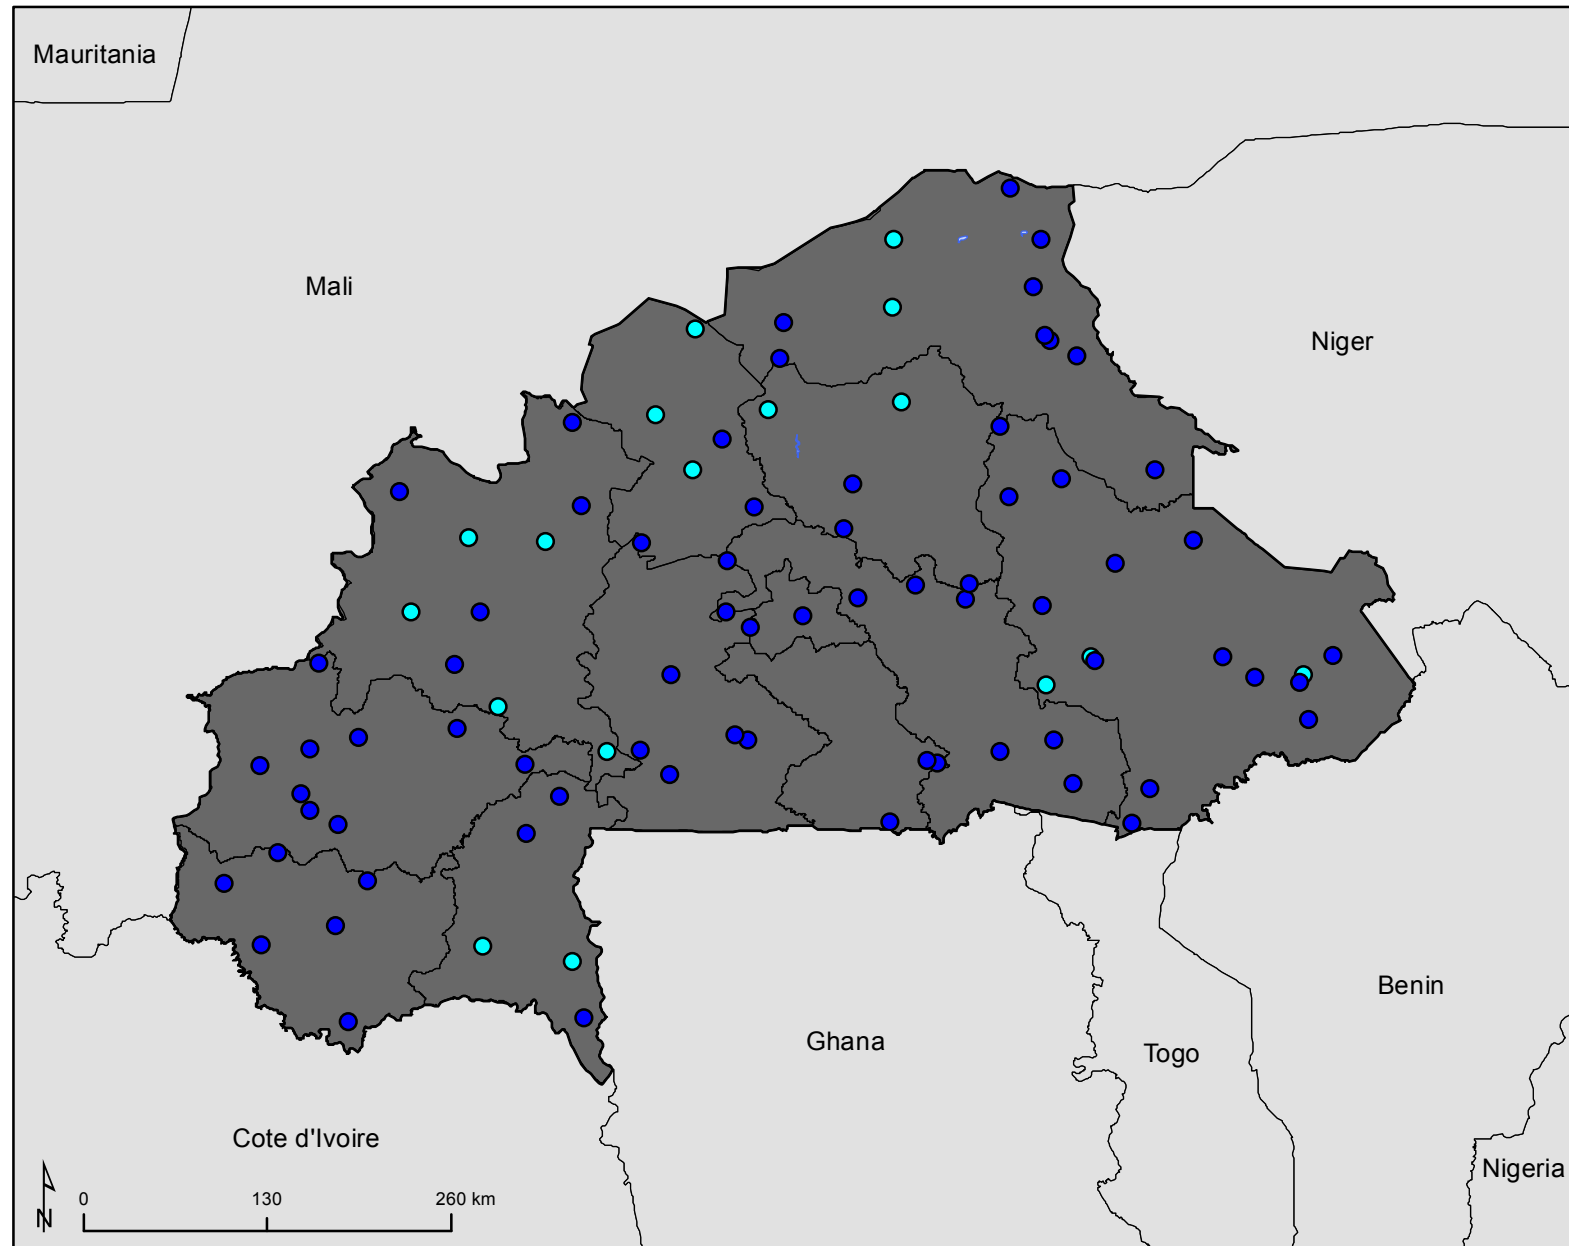 Mauritania
Mali
Niger
Benin
Ghana
Togo
Cote d'Ivoire
Nigeria
0 130 260 km
N